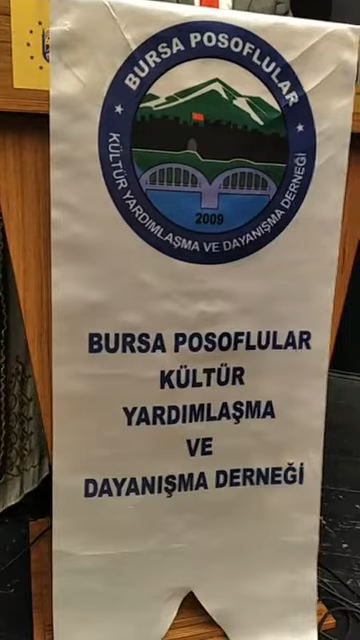 BURSA POSOFLULAR
KÜLTÜR YARDIMLAŞMA VE DAYANIŞMA DERNEĞİ
2009
BURSA POSOFLULAR
KÜLTÜR
YARDIMLAŞMA
VE
DAYANIŞMA DERNEĞİ